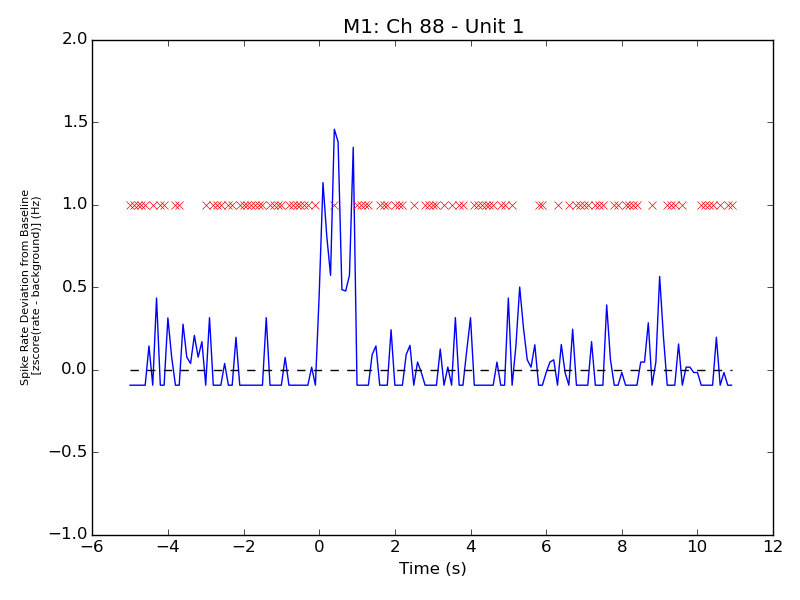 M1: Ch 88 - Unit 1
2.0
1.5
1.0
0.5
0.0
−0.5
−1.0
Spike Rate Deviation from Baseline
[zscore(rate - background)] (Hz)
−6 −4 −2 0 2 4 6 8 10 12
Time (s)